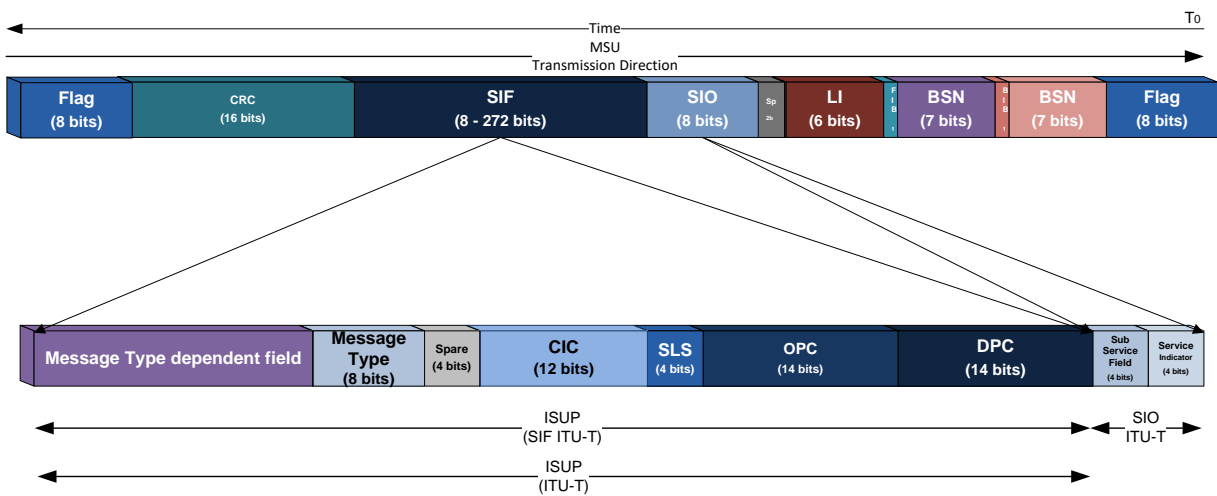 T0
Time
MSU
Transmission Direction
Flag
(8 bits)
CRC
(16 bits)
SIF
(8 - 272 bits)
SIO
(8 bits)
Sp
2b
LI
(6 bits)
F
I
B
1
BSN
(7 bits)
B
I
B
1
BSN
(7 bits)
Flag
(8 bits)
Message Type dependent field
Message
Type
(8 bits)
Spare
(4 bits)
CIC
(12 bits)
SLS
(4 bits)
OPC
(14 bits)
DPC
(14 bits)
Sub
Service
Field
(4 bits)
Service
Indicator
(4 bits)
ISUP
(SIF ITU-T)
SIO
ITU-T
ISUP
(ITU-T)